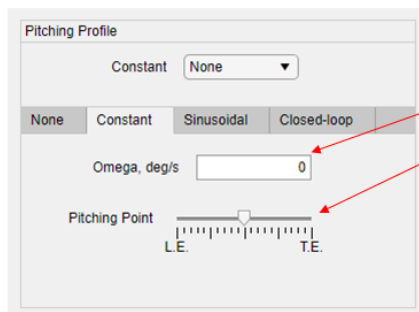 Pitching Profile
Constant None
None Constant Sinusoidal Closed-loop
Omega, deg/s 0
Pitching Point
L.E. T.E.